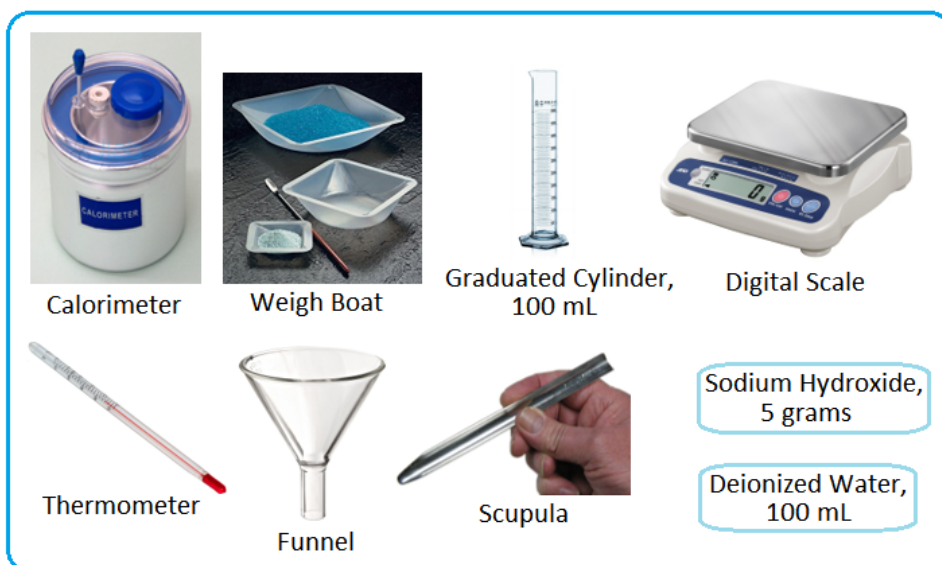 CALORIMETER
Calorimeter
Weigh Boat
Graduated Cylinder,
100 mL
0
Digital Scale
Thermometer
Funnel
Scupula
Sodium Hydroxide,
5 grams
Deionized Water,
100 mL